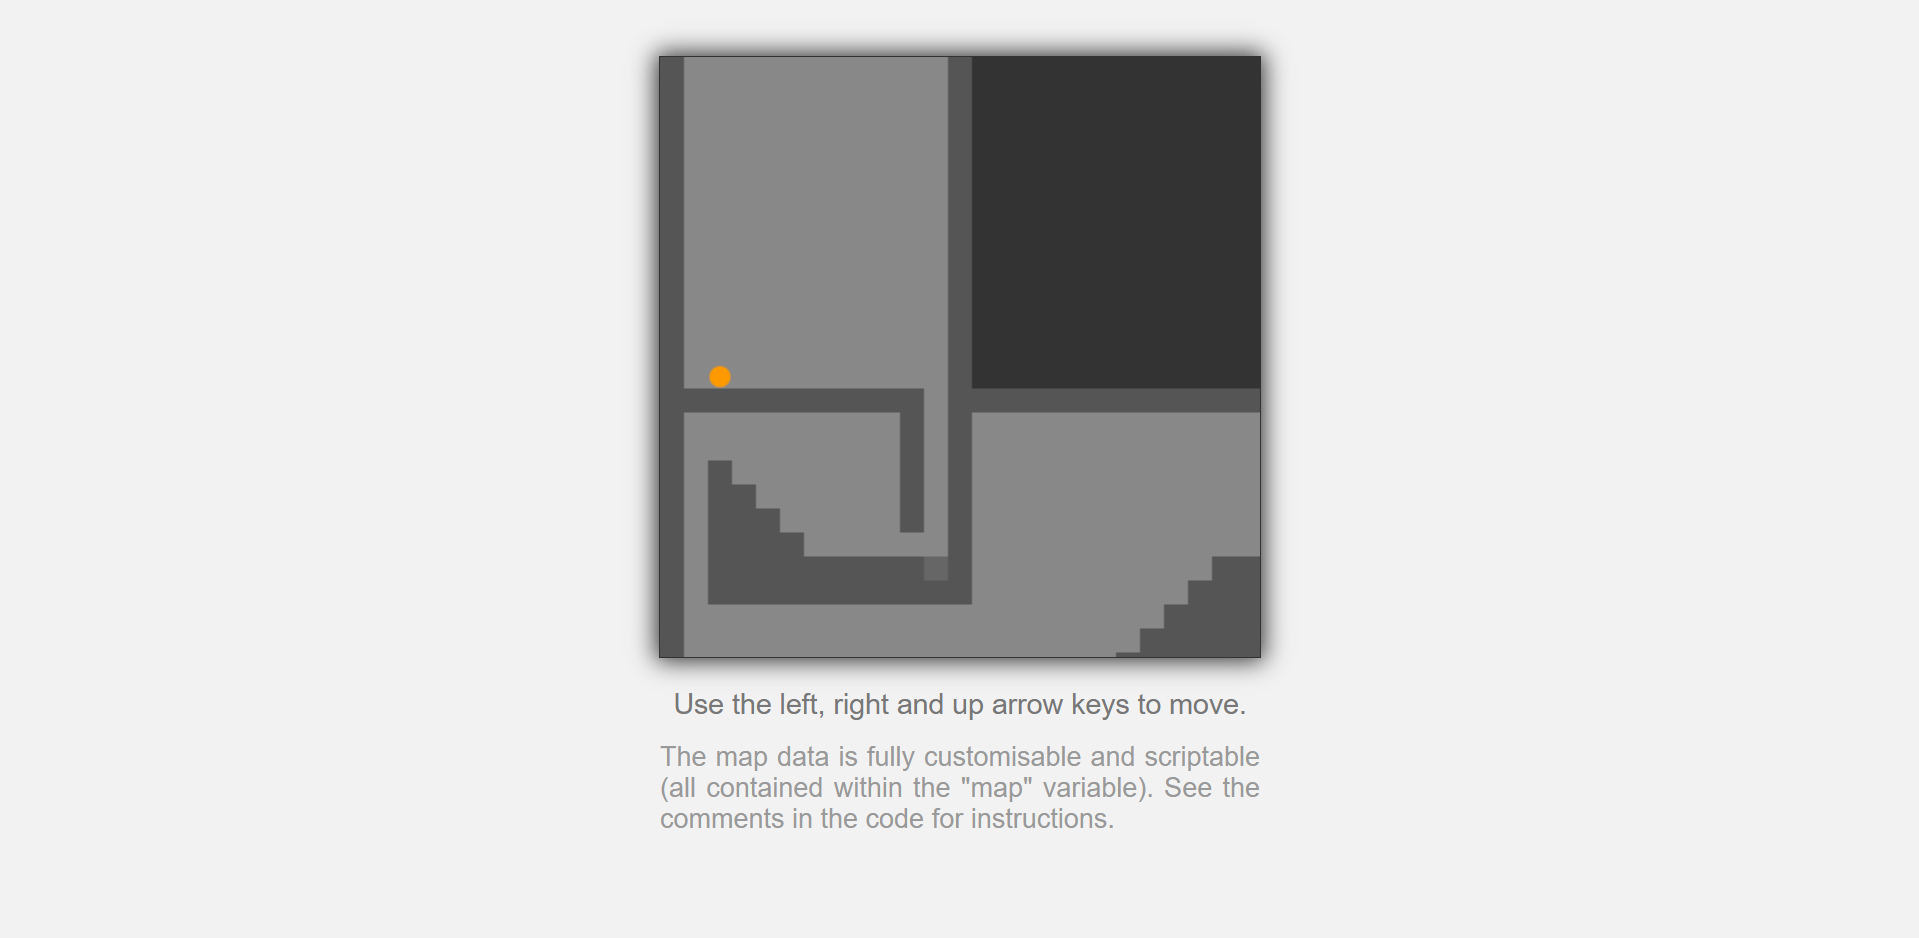 Use the left, right and up arrow keys to move.
The map data is fully customisable and scriptable
(all contained within the "map" variable). See the
comments in the code for instructions.